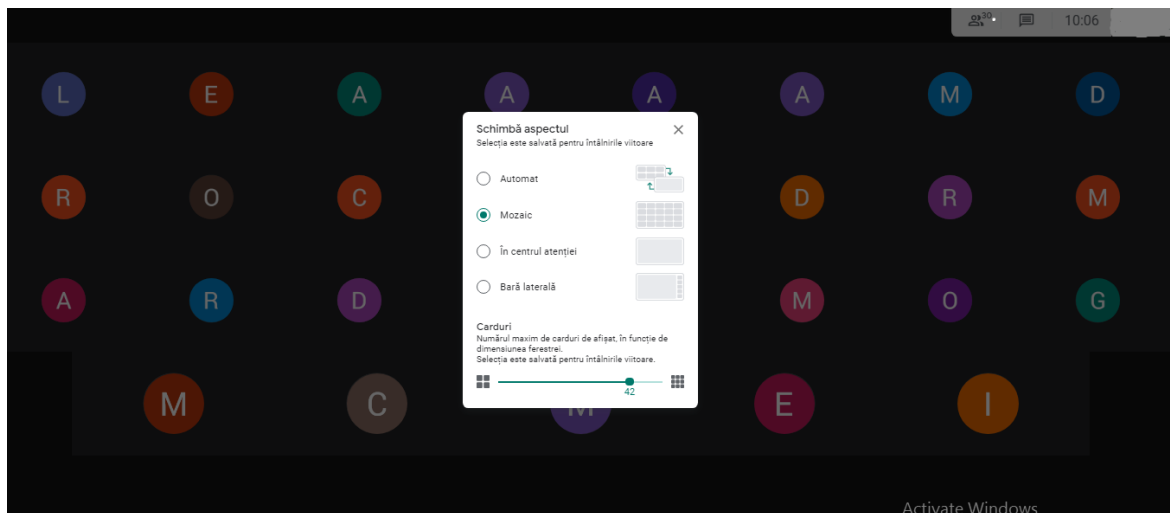 30
10:06
L E A A A A M D
Schimbă aspectul
Selecția este salvată pentru întâlnirile viitoare
Automat
R O C D R M
Mozaic
În centrul atenției
Bară laterală
A R D M O G
Carduri
Numărul maxim de carduri de afișat, în funcție de
dimensiunea ferestrei.
Selecția este salvată pentru întâlnirile viitoare.
42
M C M E I
Activate Windows